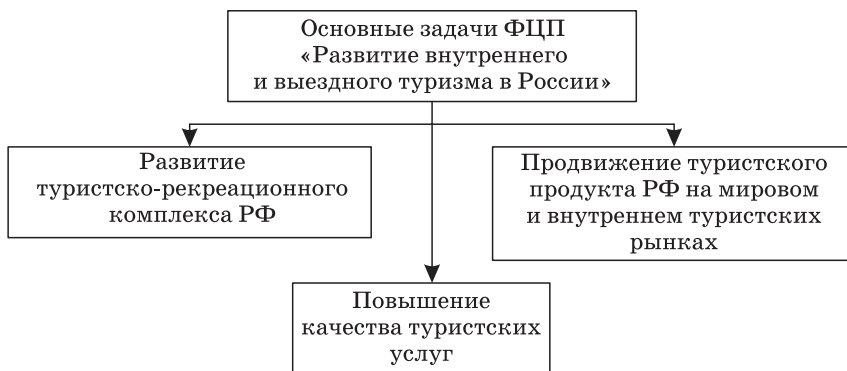 Основные задачи ФЦП
«Развитие внутреннего
и выездного туризма в России»
Развитие
туристско-рекреационного
комплекса РФ
Продвижение туристского
продукта РФ на мировом
и внутреннем туристских
рынках
Повышение
качества туристских
услуг